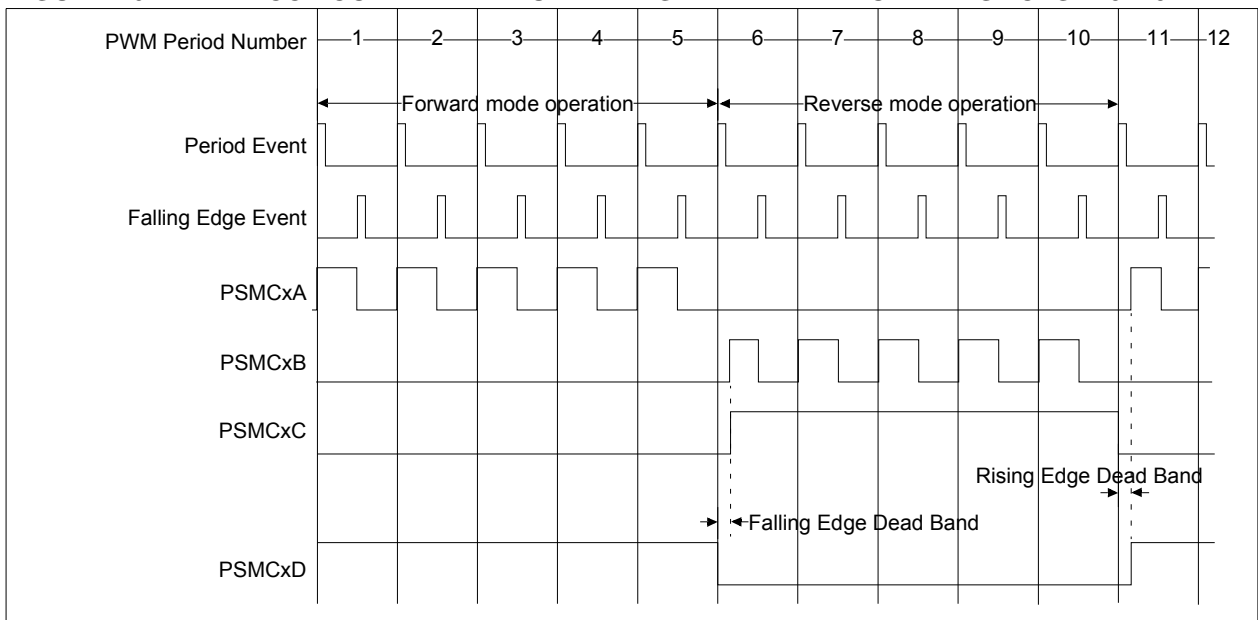 PWM Period Number 1 2 3 4 5 6 7 8 9 10 11 12
Forward mode operation Reverse mode operation
Period Event
Falling Edge Event
PSMCxA
PSMCxB
PSMCxC
Rising Edge Dead Band
Falling Edge Dead Band
PSMCxD